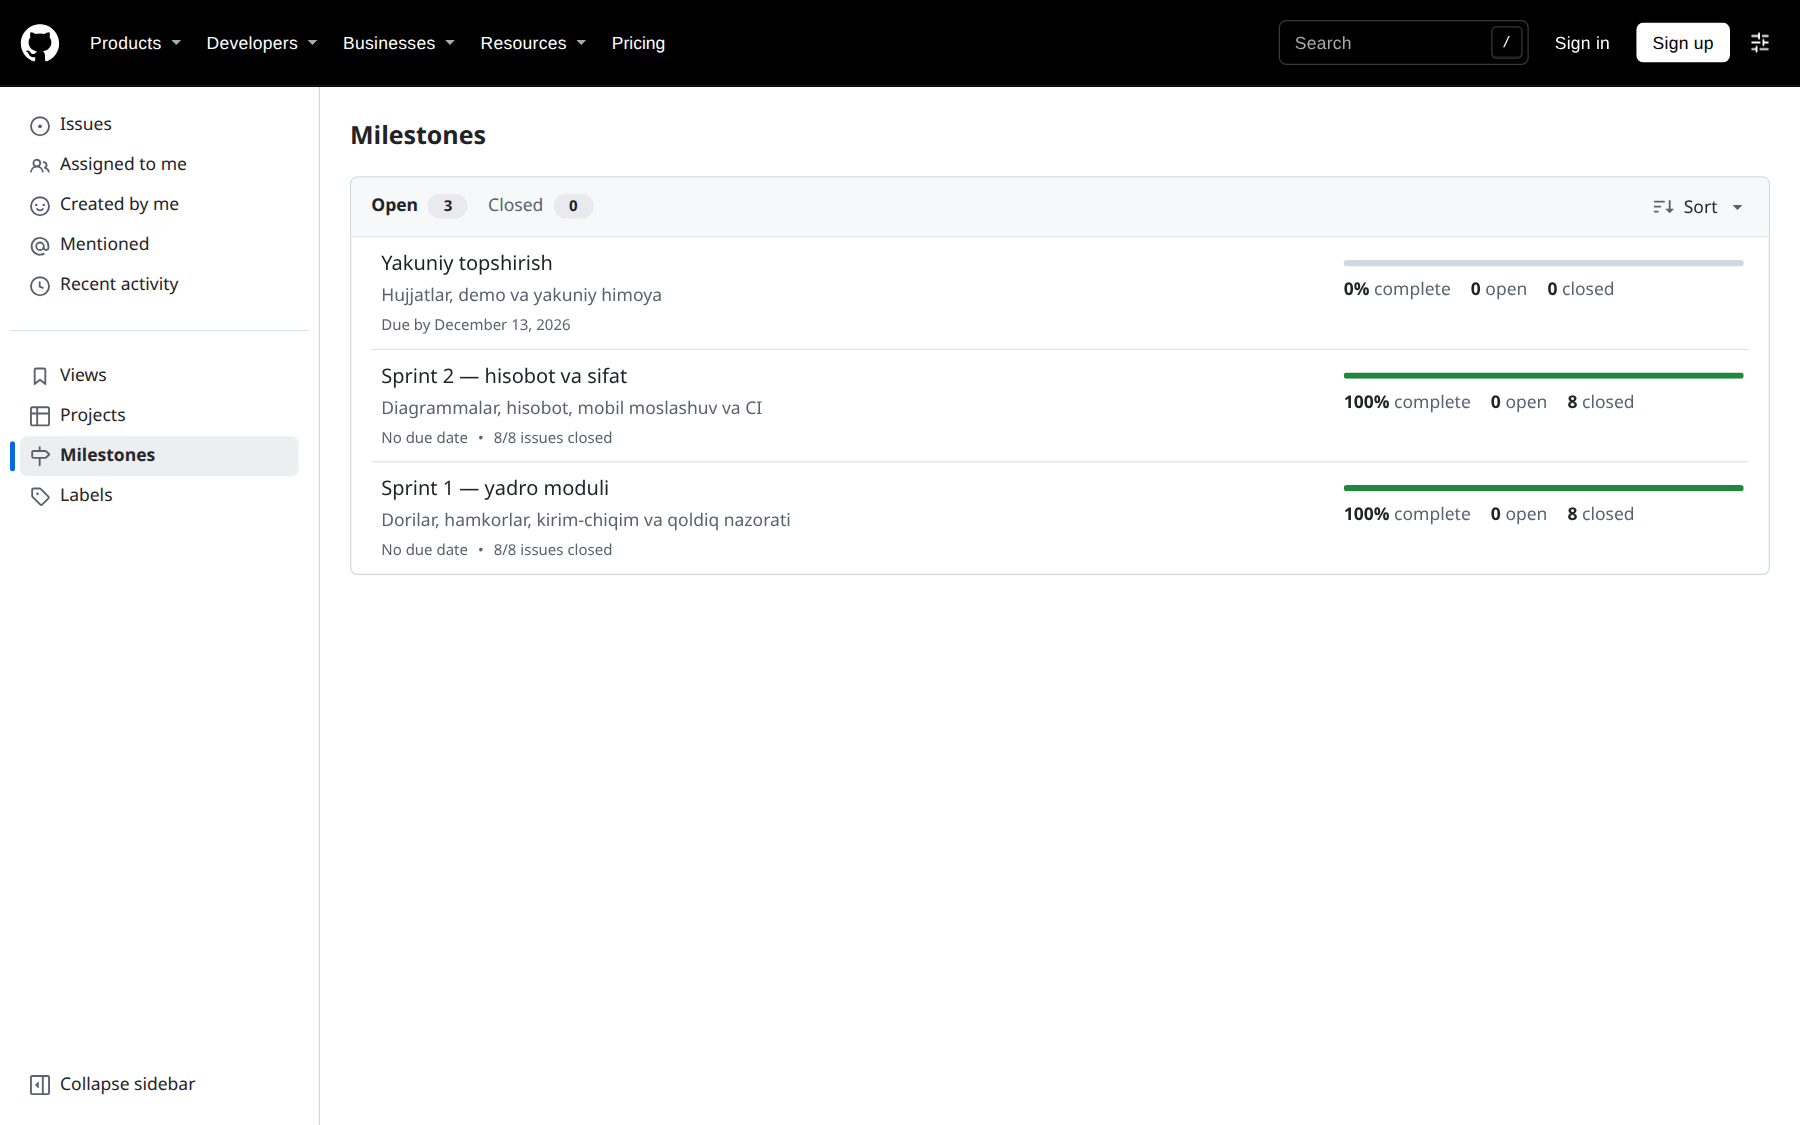 Products Developers Businesses Resources Pricing Search / Sign in Sign up
Issues
Assigned to me
Created by me
Mentioned
Recent activity
Views
Projects
Milestones
Labels
Collapse sidebar
Milestones
Open 3 Closed 0 Sort
Yakuniy topshirish
Hujjatlar, demo va yakuniy himoya
Due by December 13, 2026
0% complete 0 open 0 closed
Sprint 2 — hisobot va sifat
Diagrammalar, hisobot, mobil moslashuv va CI
No due date • 8/8 issues closed
100% complete 0 open 8 closed
Sprint 1 — yadro moduli
Dorilar, hamkorlar, kirim-chiqim va qoldiq nazorati
No due date • 8/8 issues closed
100% complete 0 open 8 closed